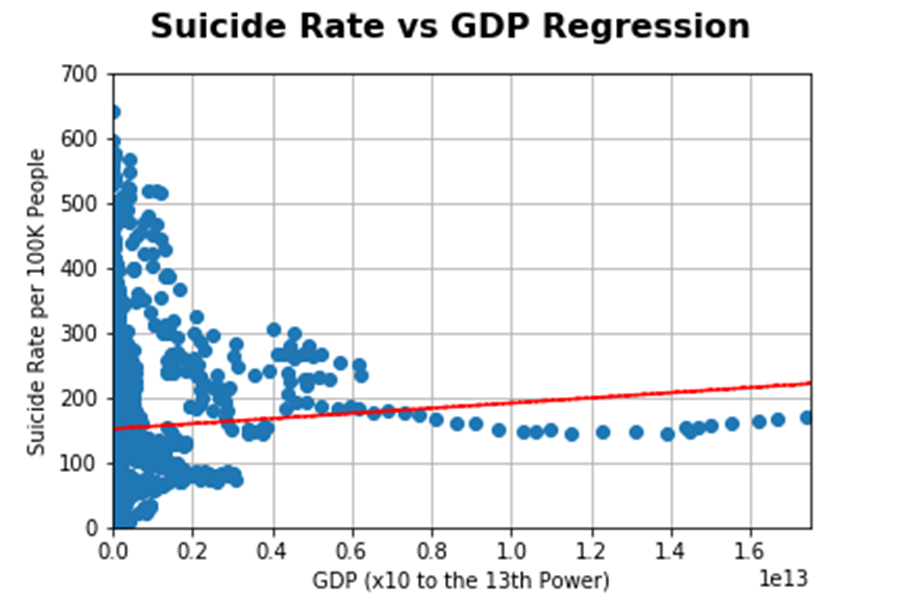 Suicide Rate vs GDP Regression
700
600
500
400
300
200
100
0
Suicide Rate per 100K People
0.0 0.2 0.4 0.6 0.8 1.0 1.2 1.4 1.6
1e13
GDP (x10 to the 13th Power)